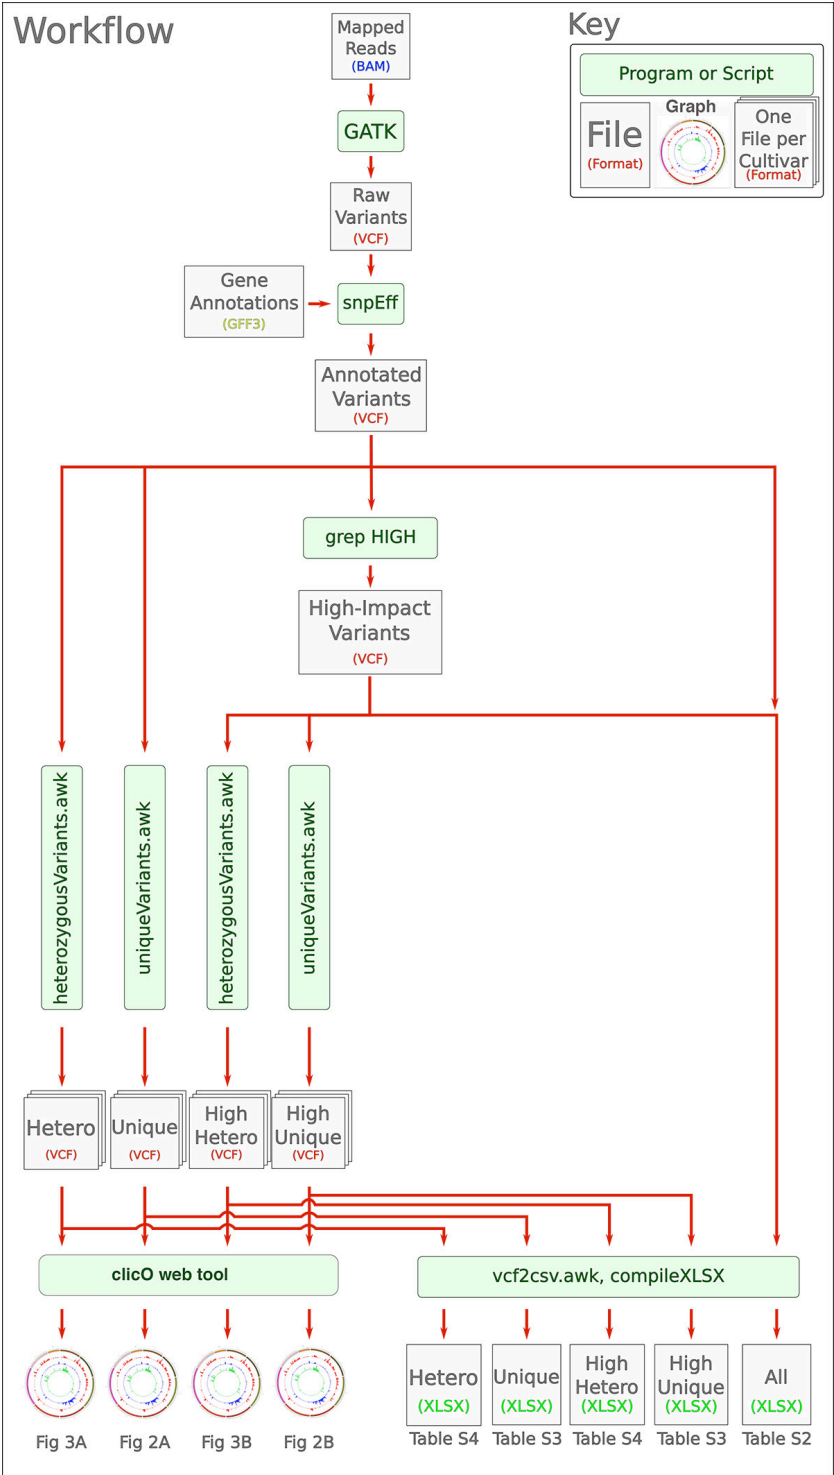 Workflow
Key
Mapped
Reads
(BAM)
Program or Script
File
(Format)
Graph
One
File per
Cultivar
(Format)
GATK
Raw
Variants
(VCF)
Gene
Annotations
(GFF3)
snpEff
Annotated
Variants
(VCF)
grep HIGH
High-Impact
Variants
(VCF)
heterozygousVariants.awk
uniqueVariants.awk
heterozygousVariants.awk
uniqueVariants.awk
Hetero
(VCF)
Unique
(VCF)
High
Hetero
(VCF)
High
Unique
(VCF)
clicO web tool
vcf2csv.awk, compileXLSX
Fig 3A
Fig 2A
Fig 3B
Fig 2B
Hetero
(XLSX)
Table S4
Unique
(XLSX)
Table S3
High
Hetero
(XLSX)
Table S4
High
Unique
(XLSX)
Table S3
All
(XLSX)
Table S2